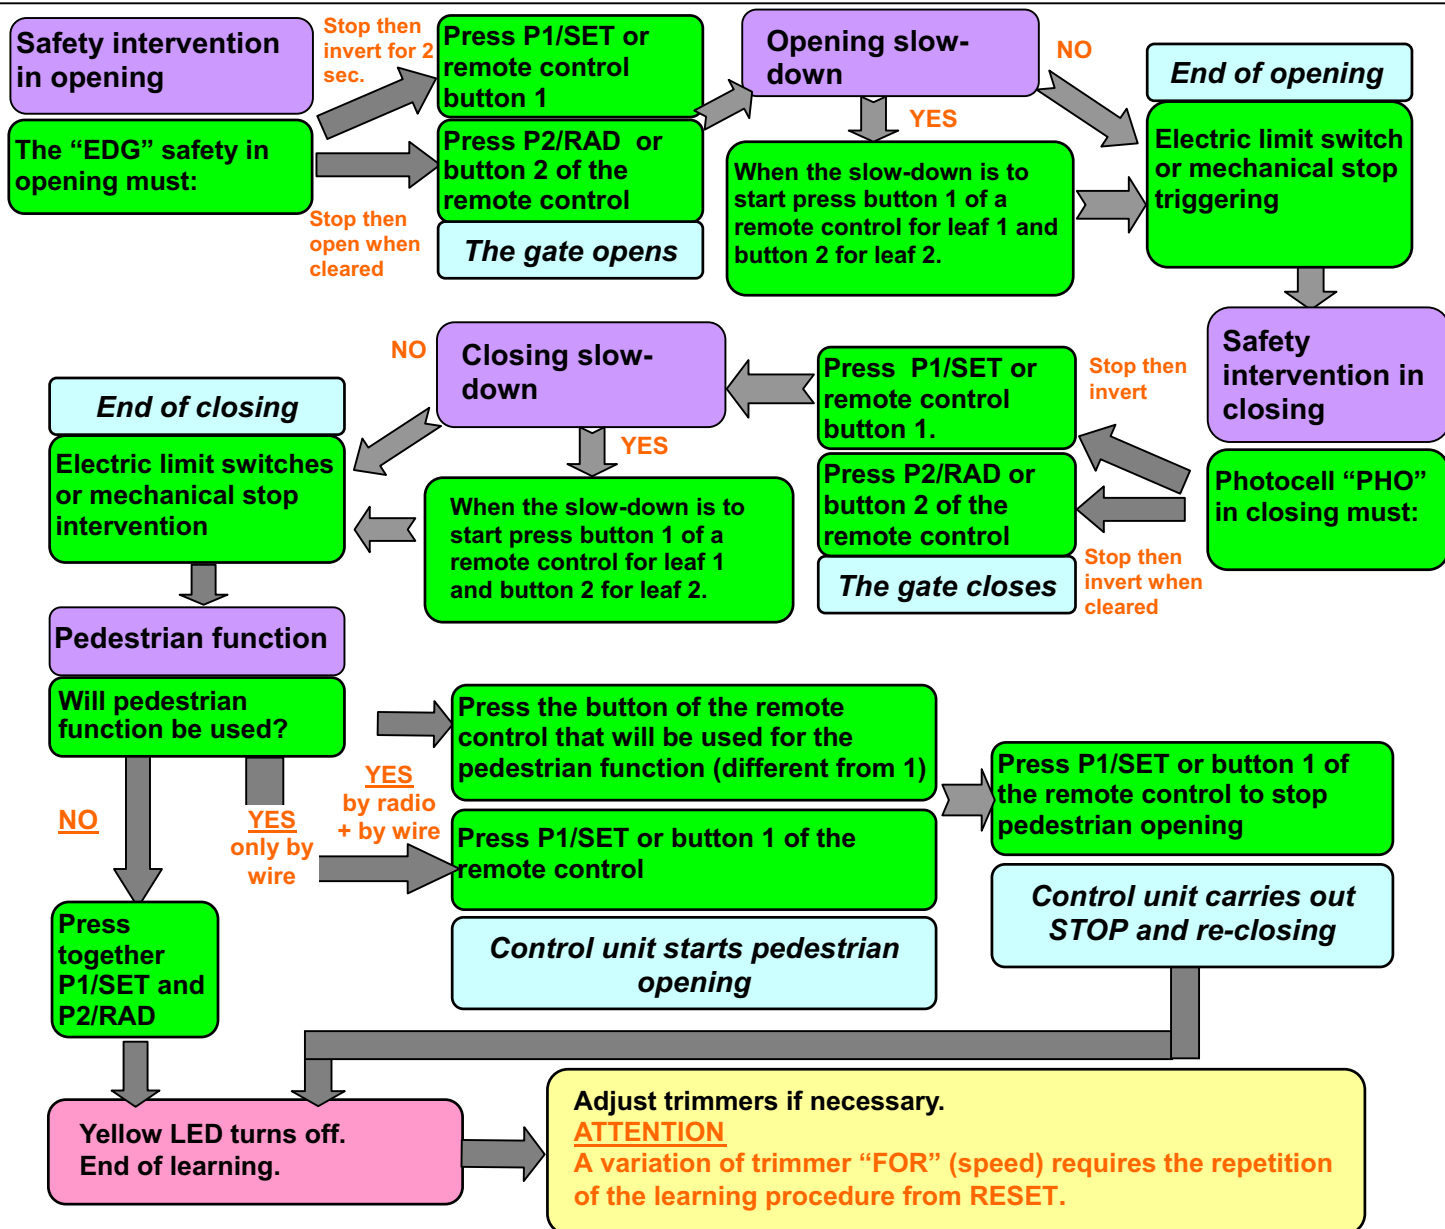 Safety intervention
in opening
The “EDG” safety in
opening must:
Stop then
invert for 2
sec.
Stop then
open when
cleared
Press P1/SET or
remote control
button 1
Press P2/RAD or
button 2 of the
remote control
The gate opens
Opening slow-
down
NO
YES
When the slow-down is to
start press button 1 of a
remote control for leaf 1 and
button 2 for leaf 2.
End of opening
Electric limit switch
or mechanical stop
triggering
Safety
intervention in
closing
Photocell “PHO”
in closing must:
Stop then
invert
Stop then
invert when
cleared
Press P1/SET or
remote control
button 1.
Press P2/RAD or
button 2 of the
remote control
The gate closes
Closing slow-
down
NO
YES
When the slow-down is to
start press button 1 of a
remote control for leaf 1
and button 2 for leaf 2.
End of closing
Electric limit switches
or mechanical stop
intervention
Pedestrian function
Will pedestrian
function be used?
NO
YES
only by
wire
YES
by radio
+ by wire
Press the button of the remote
control that will be used for the
pedestrian function (different from 1)
Press P1/SET or button 1 of the
remote control
Control unit starts pedestrian
opening
Press P1/SET or button 1 of
the remote control to stop
pedestrian opening
Control unit carries out
STOP and re-closing
Press
together
P1/SET and
P2/RAD
Yellow LED turns off.
End of learning.
Adjust trimmers if necessary.
ATTENTION
A variation of trimmer “FOR” (speed) requires the repetition
of the learning procedure from RESET.